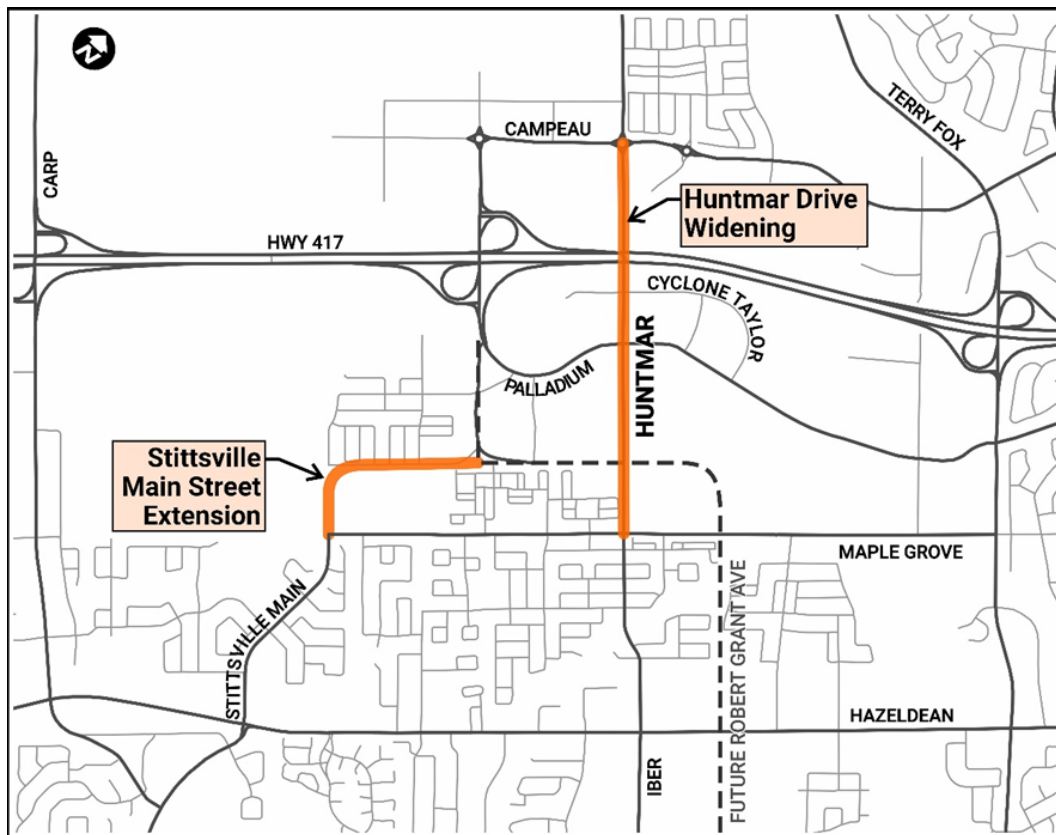 N
CAMPEAU
TERRY FOX
CARP
Huntmar Drive
Widening
HWY 417
CYCLONE TAYLOR
HUNTMAR
PALLADIUM
Stittsville
Main Street
Extension
MAPLE GROVE
STITTSVILLE MAIN
FUTURE ROBERT GRANT AVE
HAZELDEAN
IBER